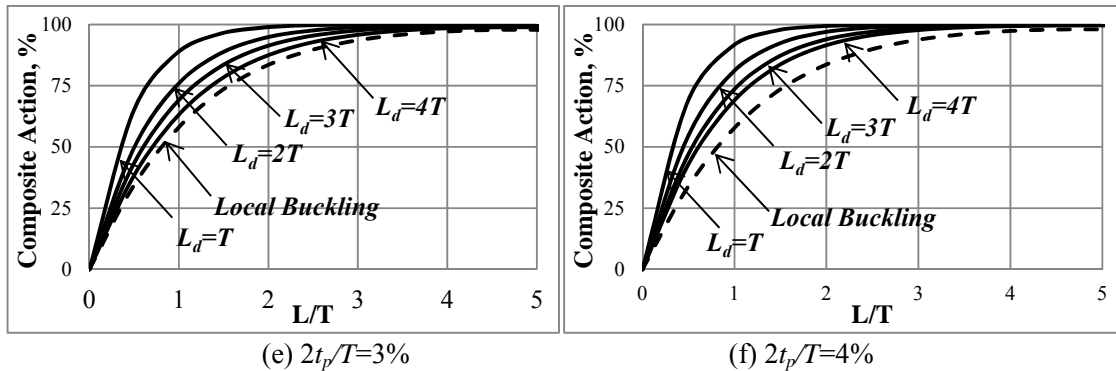 Composite Action, %
100
75
50
25
0
L_d=4T
L_d=3T
L_d=2T
Local Buckling
L_d=T
0 1 2 3 4 5
L/T
(e) 2t_p/T=3%
Composite Action, %
100
75
50
25
0
L_d=4T
L_d=3T
L_d=2T
Local Buckling
L_d=T
0 1 2 3 4 5
L/T
(f) 2t_p/T=4%